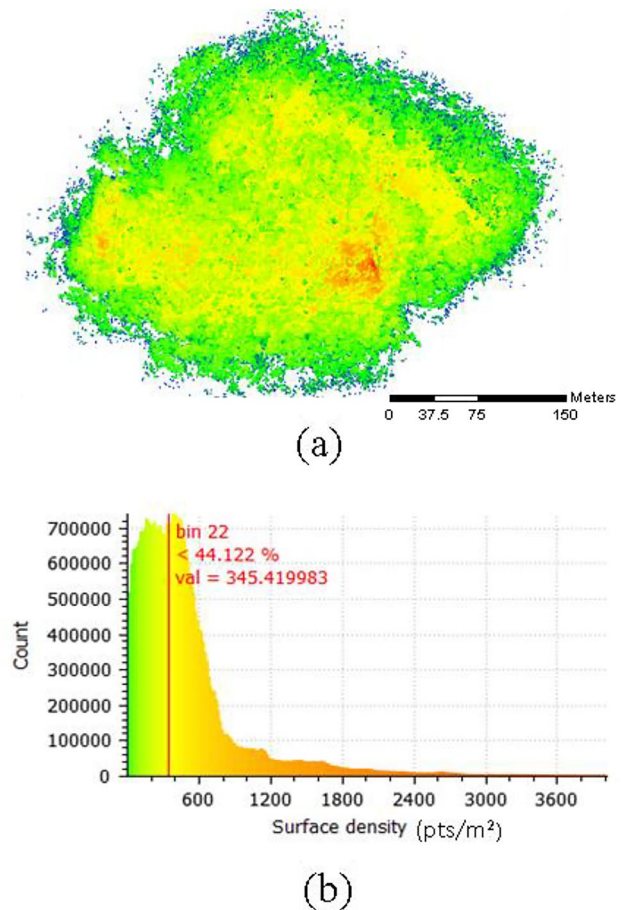 Meters
0 37.5 75 150
(a)
700000
600000
500000
400000
300000
200000
100000
0
Count
bin 22
< 44.122 %
val = 345.419983
600 1200 1800 2400 3000 3600
Surface density (pts/m²)
(b)